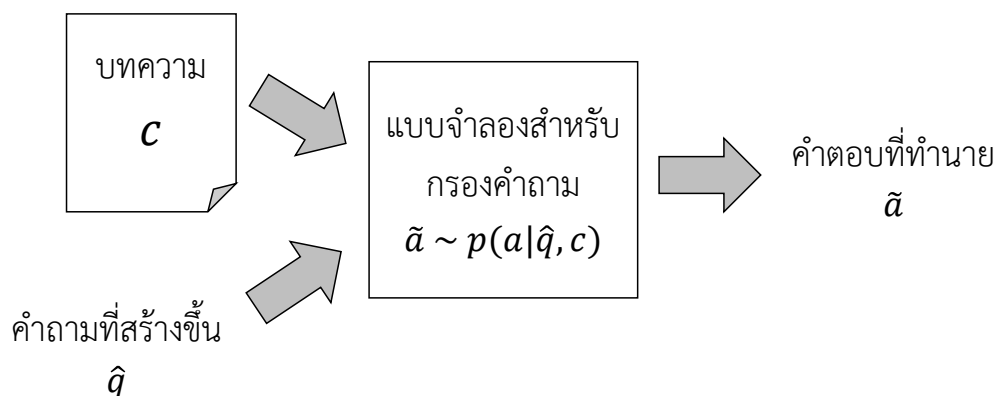 บทความ
c
คำถามที่สร้างขึ้น
q̂
แบบจำลองสำหรับ
กรองคำถาม
ã ~ p(a|q̂, c)
คำตอบที่ทำนาย
ã